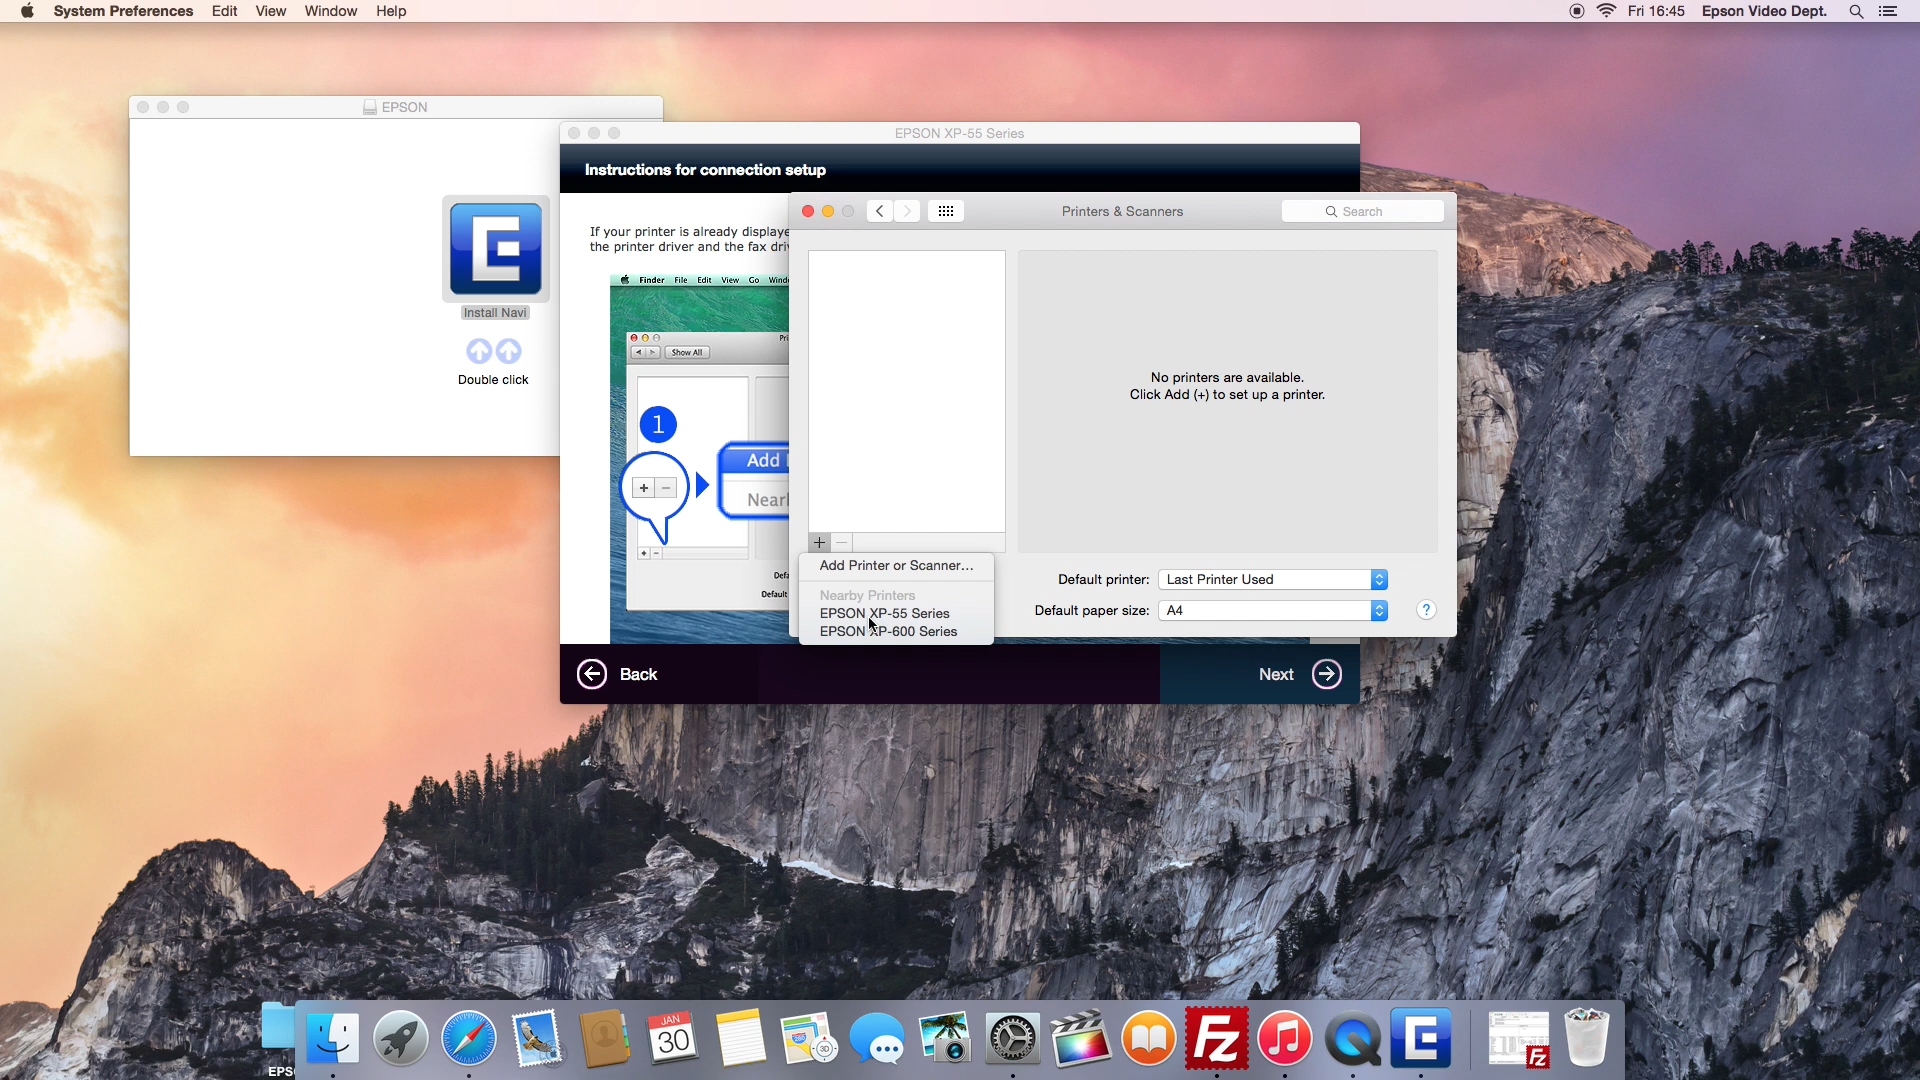 System Preferences Edit View Window Help
Fri 16:45 Epson Video Dept.
EPSON
Install Navi
Double click
EPSON XP-55 Series
Instructions for connection setup
If your printer is already displaye
the printer driver and the fax dri
Finder File Edit View Go Wind
Show All
1
+ −
Add
Near
+ −
Defa
Default
Printers & Scanners
Search
No printers are available.
Click Add (+) to set up a printer.
+ −
Add Printer or Scanner...
Nearby Printers
EPSON XP-55 Series
EPSON XP-600 Series
Default printer: Last Printer Used
Default paper size: A4
?
Back
Next
EPS
JAN
30